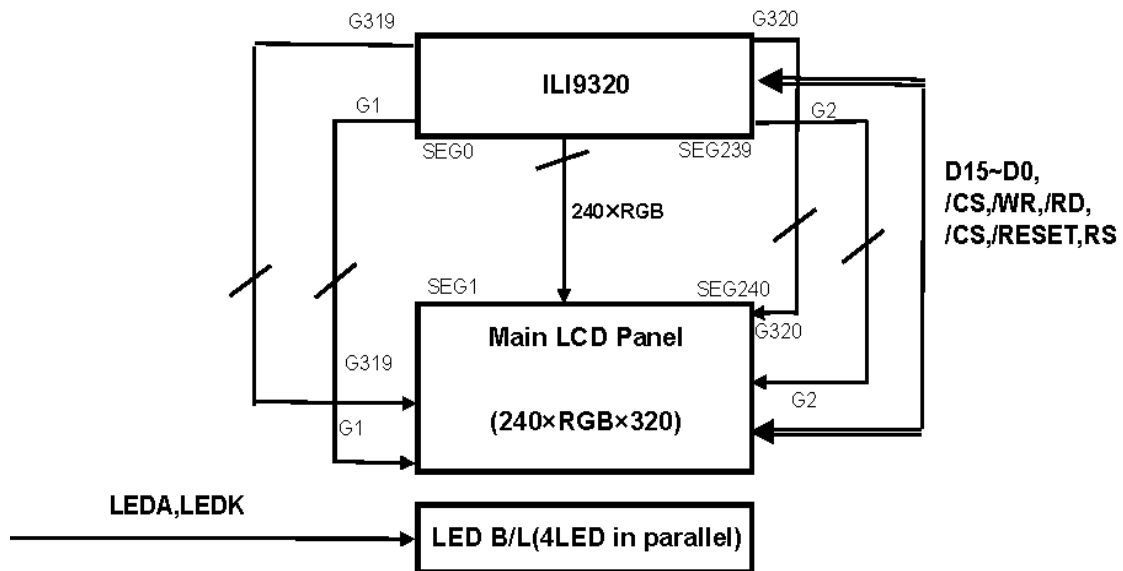 G319
G320
ILI9320
G1
G2
SEG0
SEG239
D15~D0,
/CS,/WR,/RD,
/CS,/RESET,RS
240×RGB
SEG1
SEG240
G320
Main LCD Panel
G319
G2
(240×RGB×320)
G1
LEDA,LEDK
LED B/L(4LED in parallel)